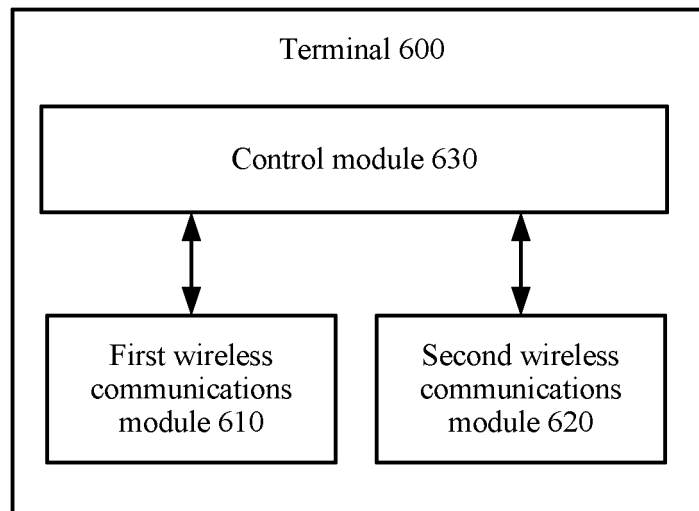 Terminal 600
Control module 630
First wireless
communications
module 610
Second wireless
communications
module 620